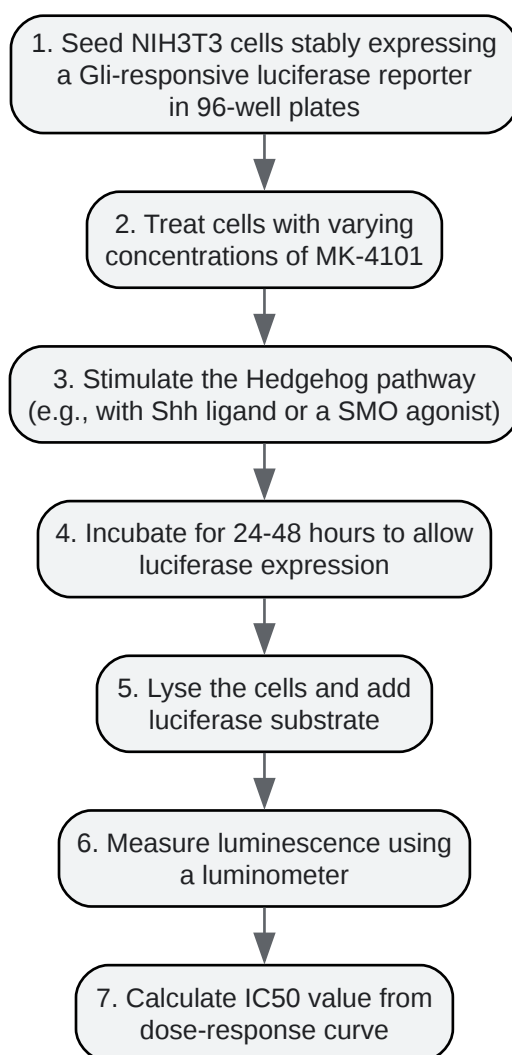 1. Seed NIH3T3 cells stably expressing
a Gli-responsive luciferase reporter
in 96-well plates
2. Treat cells with varying
concentrations of MK-4101
3. Stimulate the Hedgehog pathway
(e.g., with Shh ligand or a SMO agonist)
4. Incubate for 24-48 hours to allow
luciferase expression
5. Lyse the cells and add
luciferase substrate
6. Measure luminescence using
a luminometer
7. Calculate IC50 value from
dose-response curve